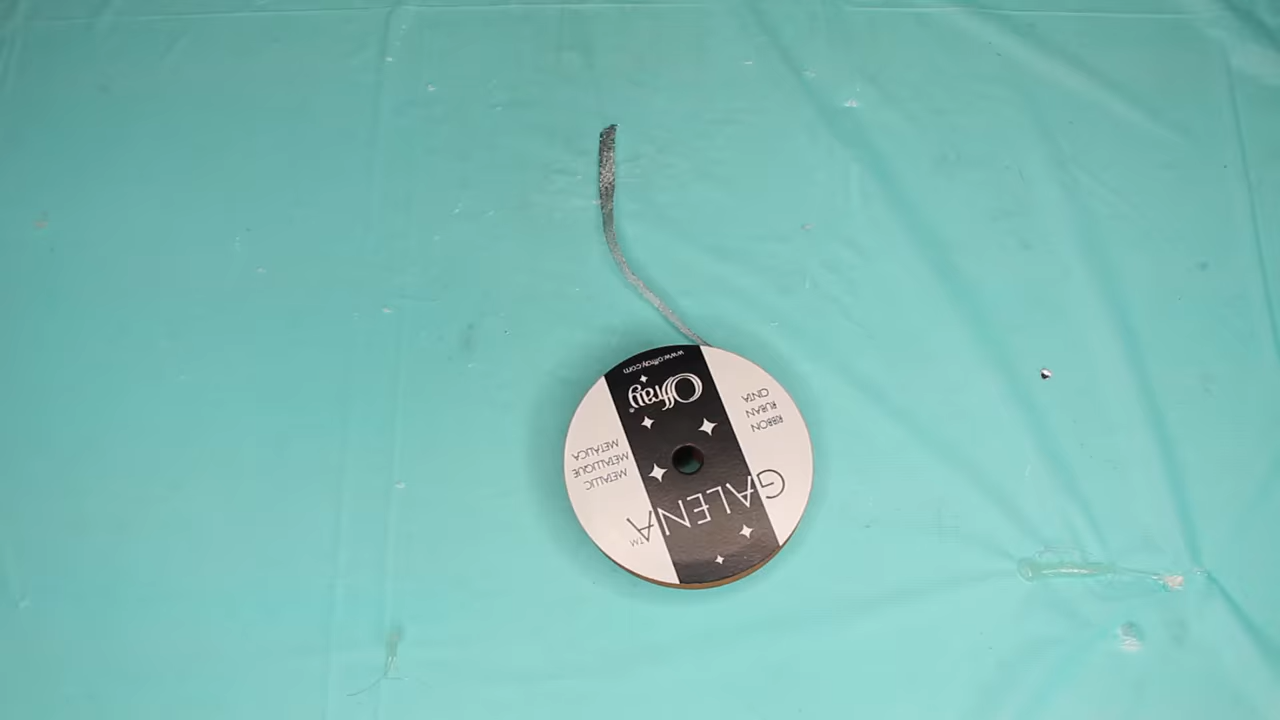 www.offray.com
Offray®
RIBBON
RUBAN
CINTA
METALLIC
MÉTALLIQUE
METÁLICA
GALENA™